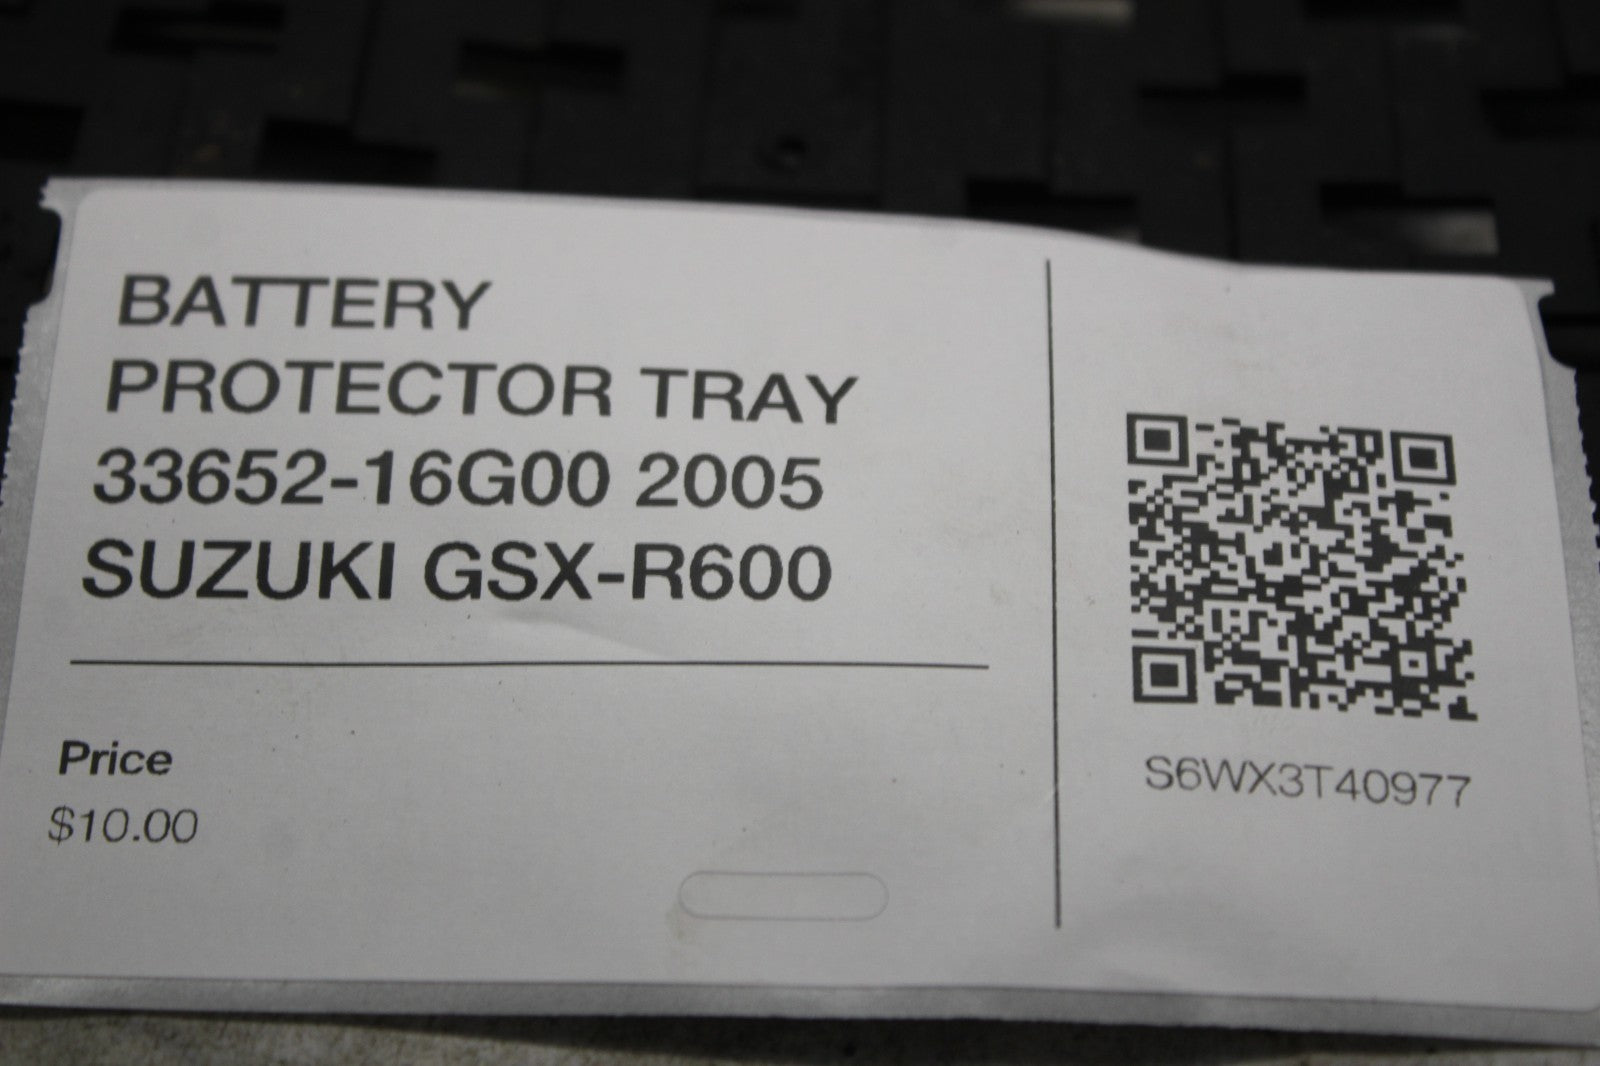 BATTERY
PROTECTOR TRAY
33652-16G00 2005
SUZUKI GSX-R600
Price
$10.00
S6WX3T40977